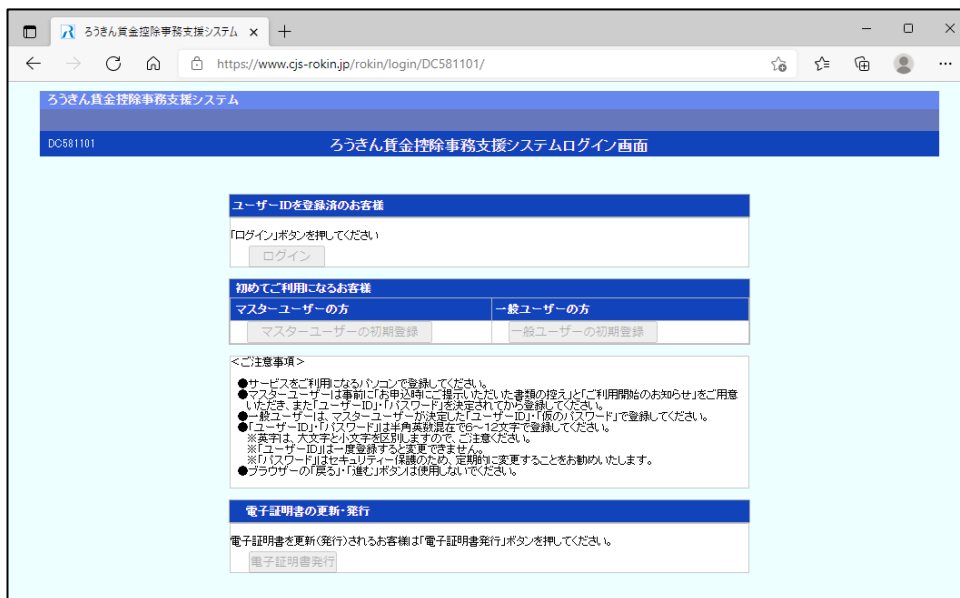 ろうきん賃金控除事務支援システム
https://www.cjs-rokin.jp/rokin/login/DC581101/
ろうきん賃金控除事務支援システム
DC581101
ろうきん賃金控除事務支援システムログイン画面
ユーザーIDを登録済のお客様
「ログイン」ボタンを押してください
ログイン
初めてご利用になるお客様
マスターユーザーの方
一般ユーザーの方
マスターユーザーの初期登録
一般ユーザーの初期登録
<ご注意事項>
●サービスをご利用になるパソコンで登録してください。
●マスターユーザーは事前に「お申込時にご提示いただいた書類の控え」と「ご利用開始のお知らせ」をご用意
いただき、また「ユーザーID」・「パスワード」を決定されてから登録してください。
●一般ユーザーは、マスターユーザーが決定した「ユーザーID」・「仮のパスワード」で登録してください。
●「ユーザーID」・「パスワード」は半角英数混在で6~12文字で登録してください。
※英字は、大文字と小文字を区別しますので、ご注意ください。
※「ユーザーID」は一度登録すると変更できません。
※「パスワード」はセキュリティー保護のため、定期的に変更することをお勧めいたします。
●ブラウザーの「戻る」・「進む」ボタンは使用しないでください。
電子証明書の更新・発行
電子証明書を更新(発行)されるお客様は「電子証明書発行」ボタンを押してください。
電子証明書発行